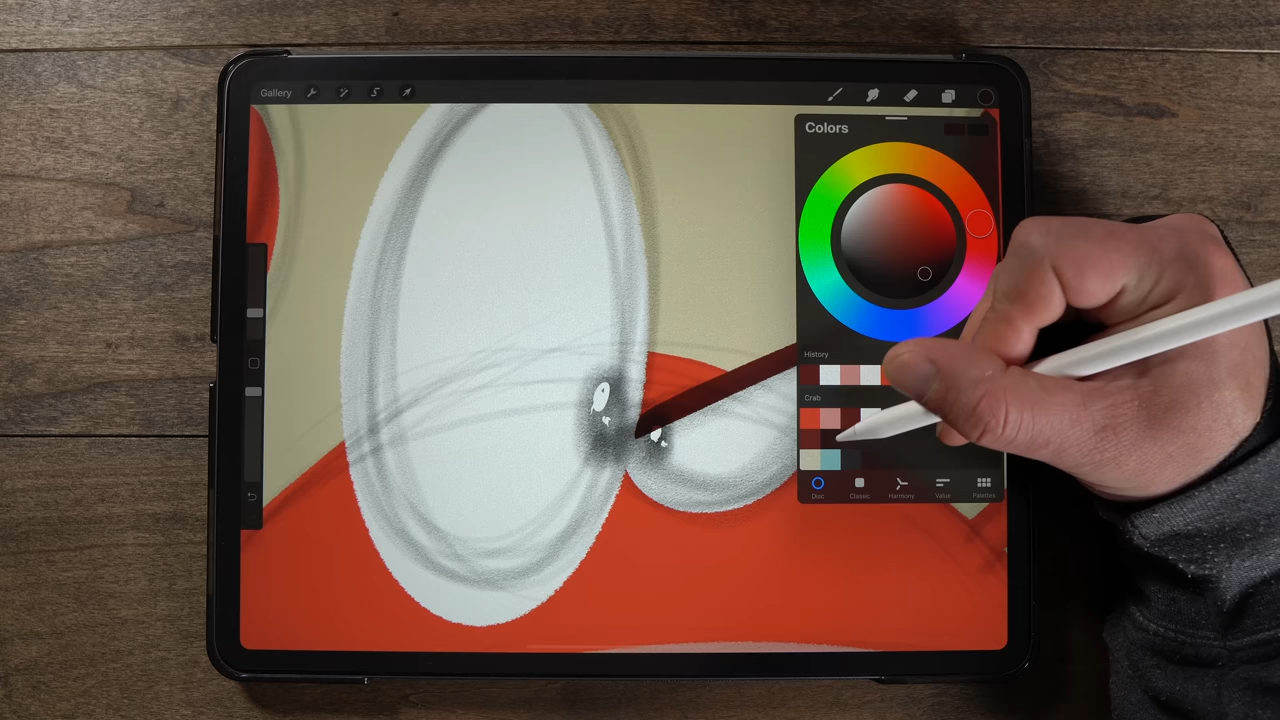 Gallery
Colors
History
Crab
Disc Classic Harmony Value Palettes